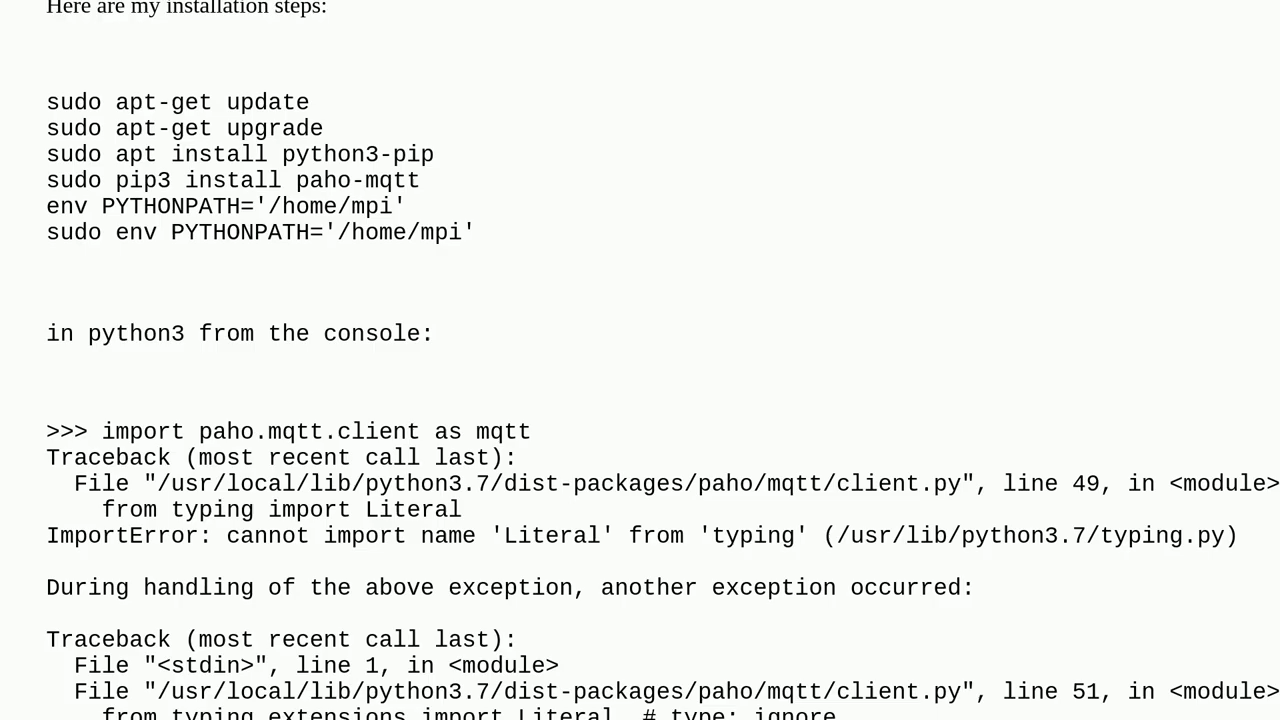 Here are my installation steps:
sudo apt-get update
sudo apt-get upgrade
sudo apt install python3-pip
sudo pip3 install paho-mqtt
env PYTHONPATH='/home/mpi'
sudo env PYTHONPATH='/home/mpi'
in python3 from the console:
>>> import paho.mqtt.client as mqtt
Traceback (most recent call last):
  File "/usr/local/lib/python3.7/dist-packages/paho/mqtt/client.py", line 49, in <module>
    from typing import Literal
ImportError: cannot import name 'Literal' from 'typing' (/usr/lib/python3.7/typing.py)
During handling of the above exception, another exception occurred:
Traceback (most recent call last):
  File "<stdin>", line 1, in <module>
  File "/usr/local/lib/python3.7/dist-packages/paho/mqtt/client.py", line 51, in <module>
    from typing_extensions import Literal  # type: ignore